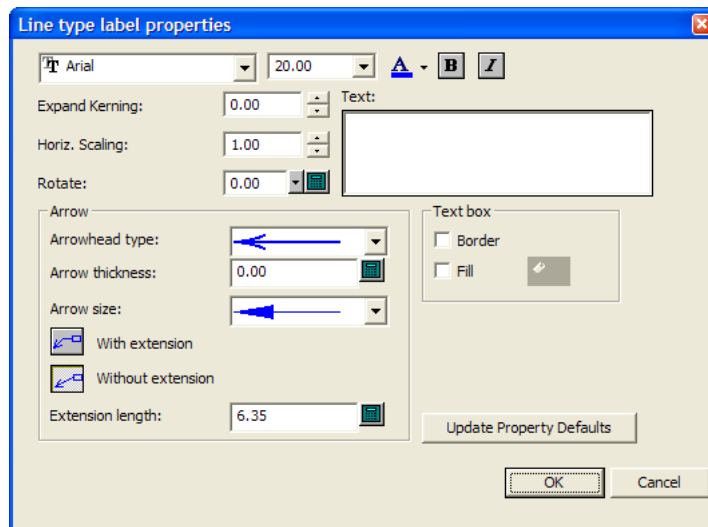 Line type label properties
Arial 20.00 A B I
Expand Kerning: 0.00 Text:
Horiz. Scaling: 1.00
Rotate: 0.00
Arrow Text box
Arrowhead type: Border
Arrow thickness: 0.00 Fill
Arrow size:
With extension
Without extension
Extension length: 6.35 Update Property Defaults
OK Cancel